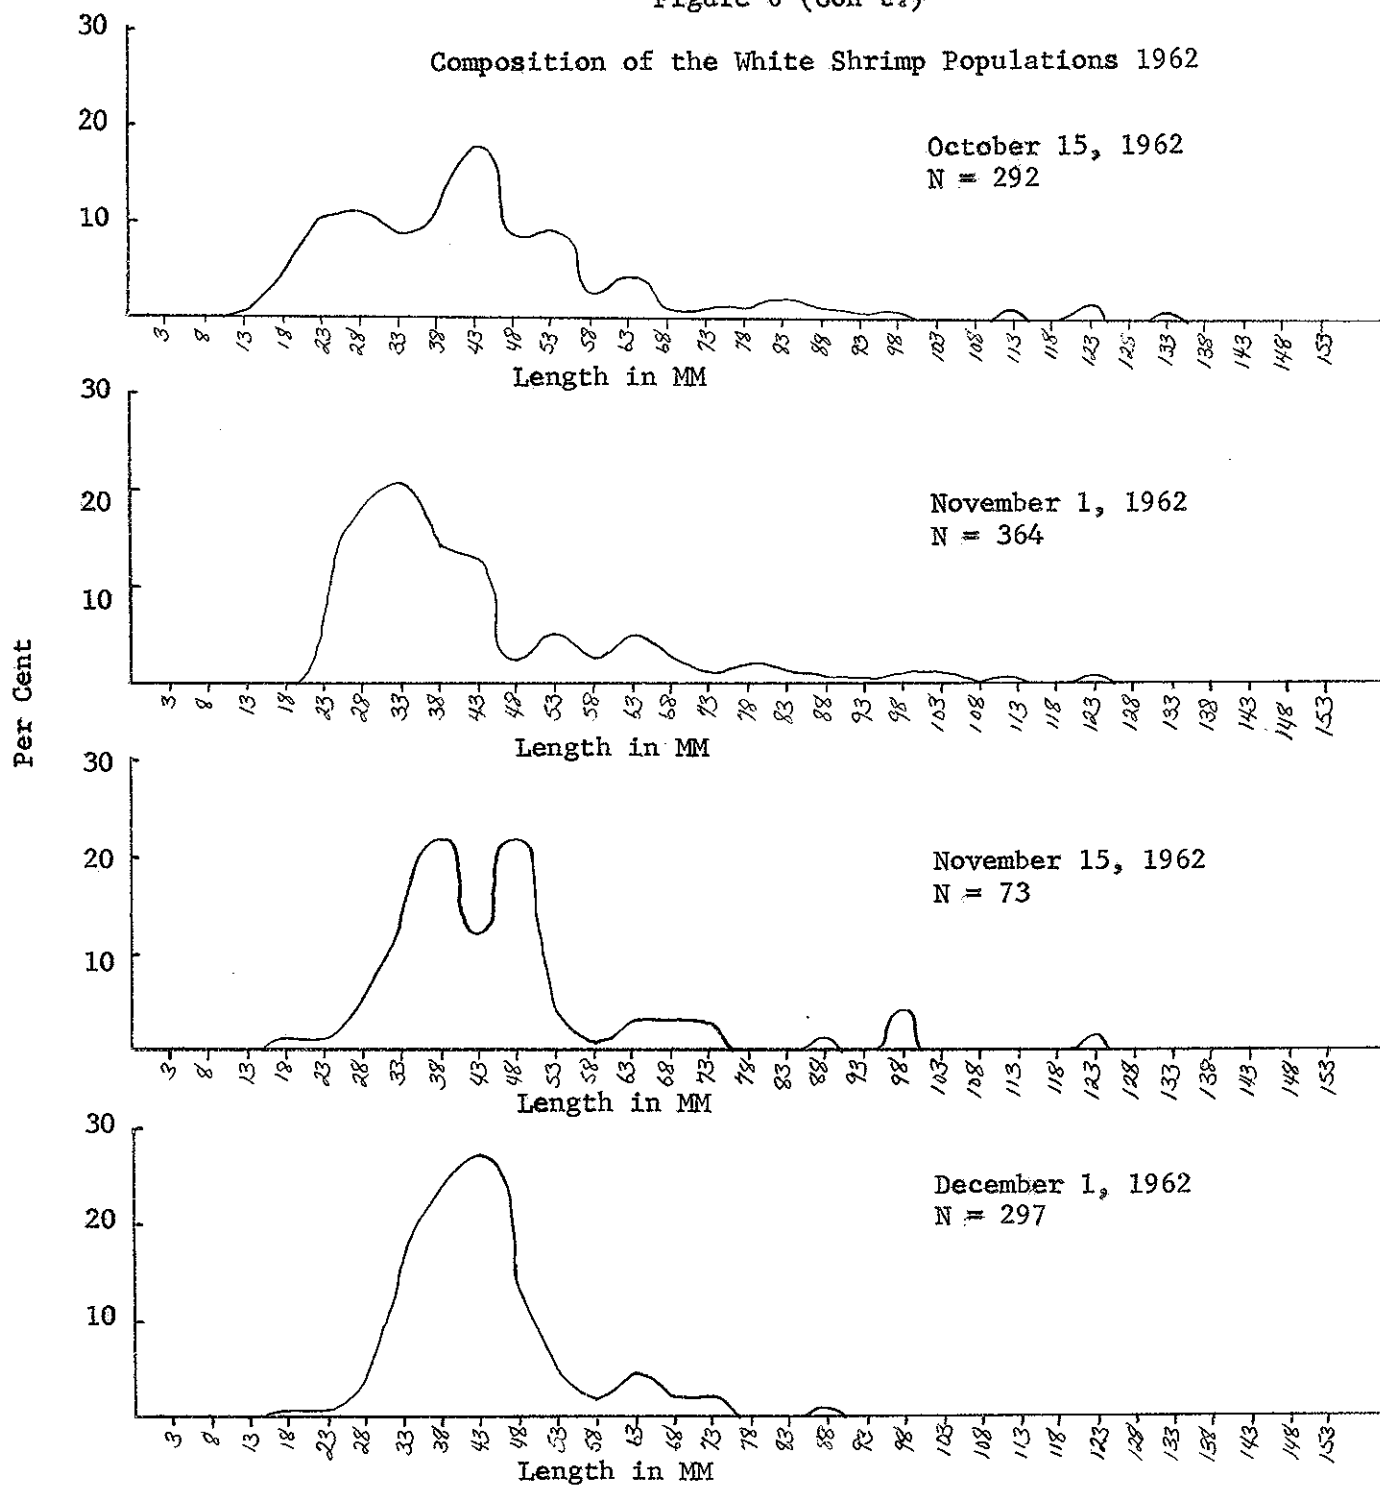 Figure 6 (Con't.)
Composition of the White Shrimp Populations 1962
Per Cent
30
20
10
October 15, 1962
N = 292
3 8 13 18 23 28 33 38 43 48 53 58 63 68 73 78 83 88 93 98 103 108 113 118 123 125 133 138 143 148 153
Length in MM
30
20
10
November 1, 1962
N = 364
3 8 13 18 23 28 33 38 43 48 53 58 63 68 73 78 83 88 93 98 103 108 113 118 123 128 133 138 143 148 153
Length in MM
30
20
10
November 15, 1962
N = 73
3 8 13 18 23 28 33 38 43 48 53 58 63 68 73 78 83 88 93 98 103 108 113 118 123 128 133 138 143 148 153
Length in MM
30
20
10
December 1, 1962
N = 297
3 8 13 18 23 28 33 38 43 48 53 58 63 68 73 78 83 88 93 98 103 108 113 118 123 128 133 138 143 148 153
Length in MM